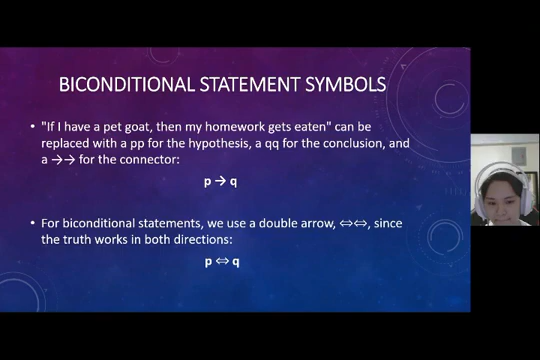 BICONDITIONAL STATEMENT SYMBOLS
• "If I have a pet goat, then my homework gets eaten" can be
replaced with a pp for the hypothesis, a qq for the conclusion, and
a →→ for the connector:
p → q
• For biconditional statements, we use a double arrow, ⇔⇔, since
the truth works in both directions:
p ⇔ q